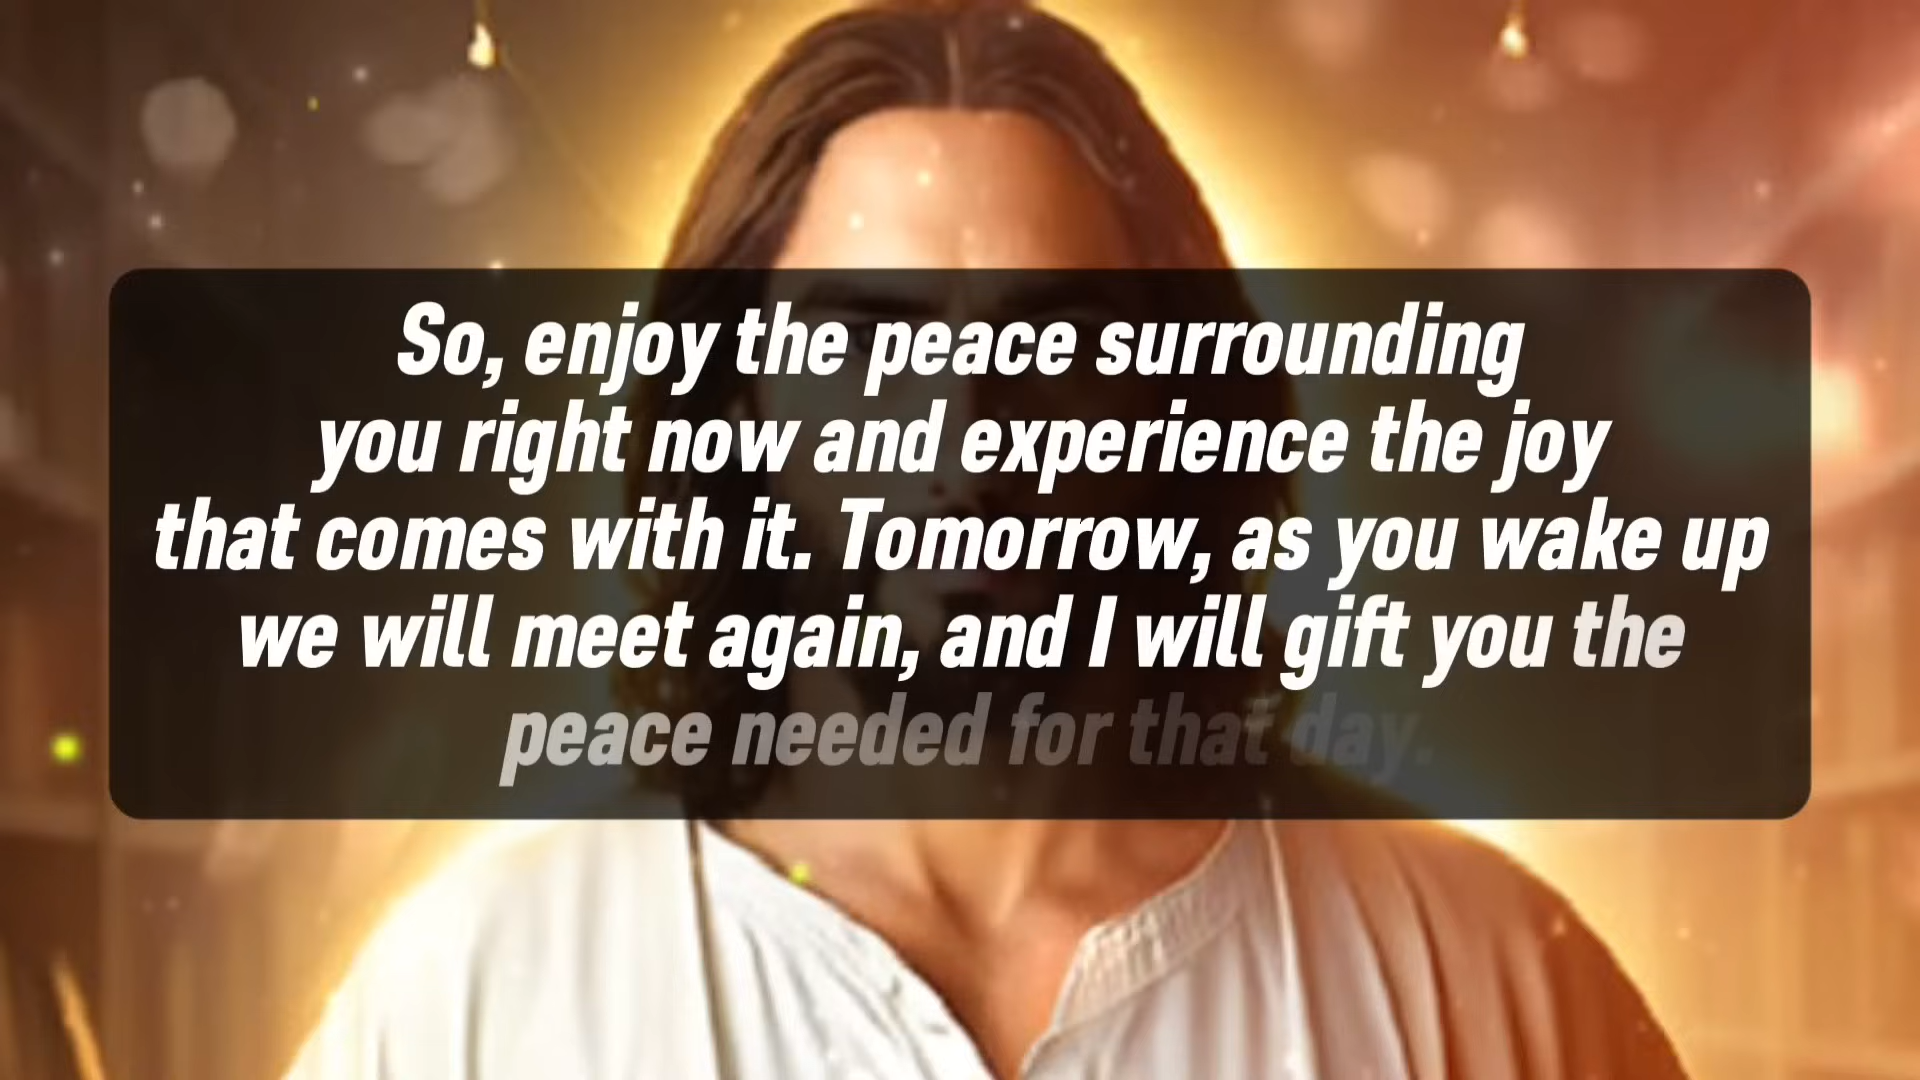 So, enjoy the peace surrounding
you right now and experience the joy
that comes with it. Tomorrow, as you wake up
we will meet again, and I will gift you the
peace needed for that day.